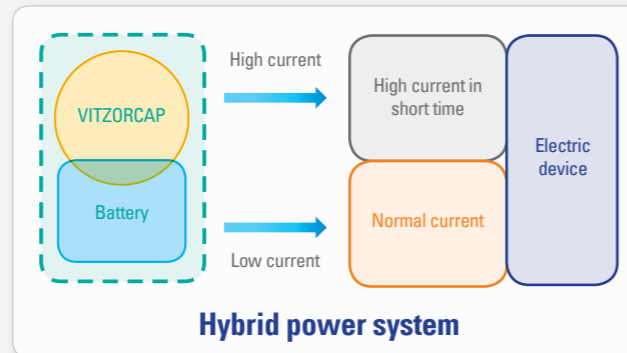 VITZORCAP
Battery
High current
Low current
High current in
short time
Normal current
Electric
device
Hybrid power system